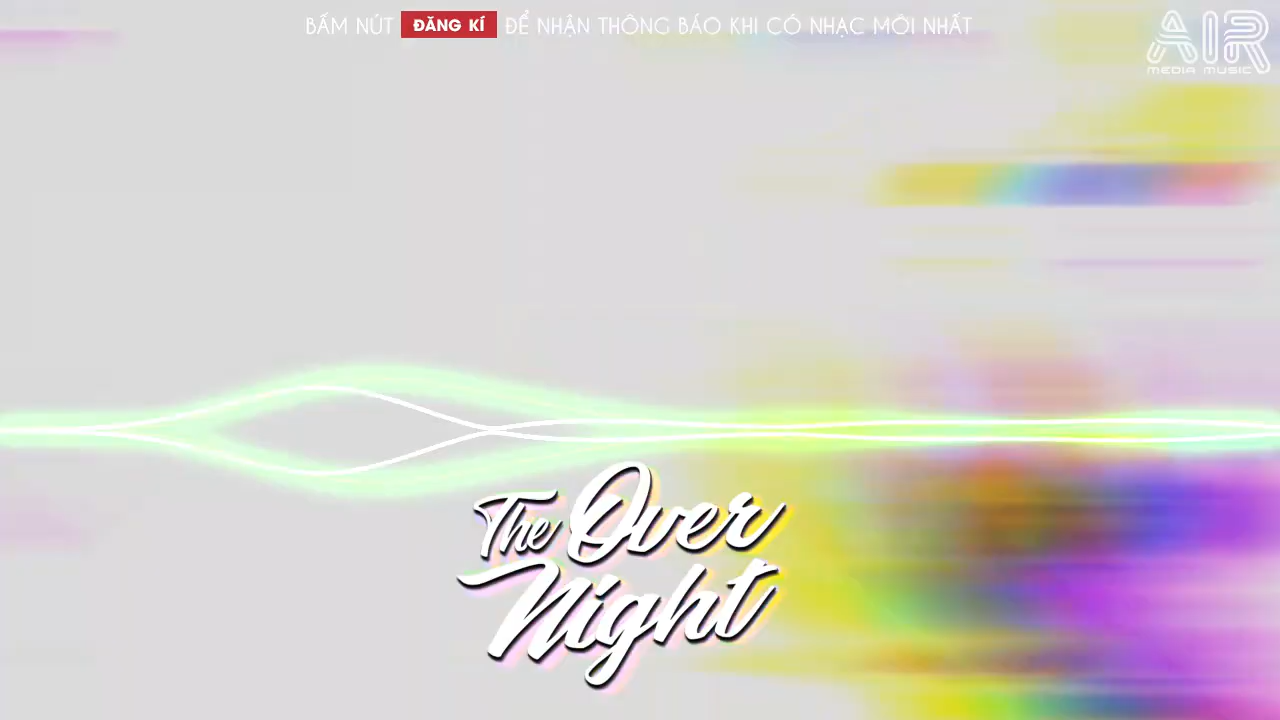 BẤM NÚT ĐĂNG KÍ ĐỂ NHẬN THÔNG BÁO KHI CÓ NHẠC MỚI NHẤT
AIR
MEDIA MUSIC
The Over
Night